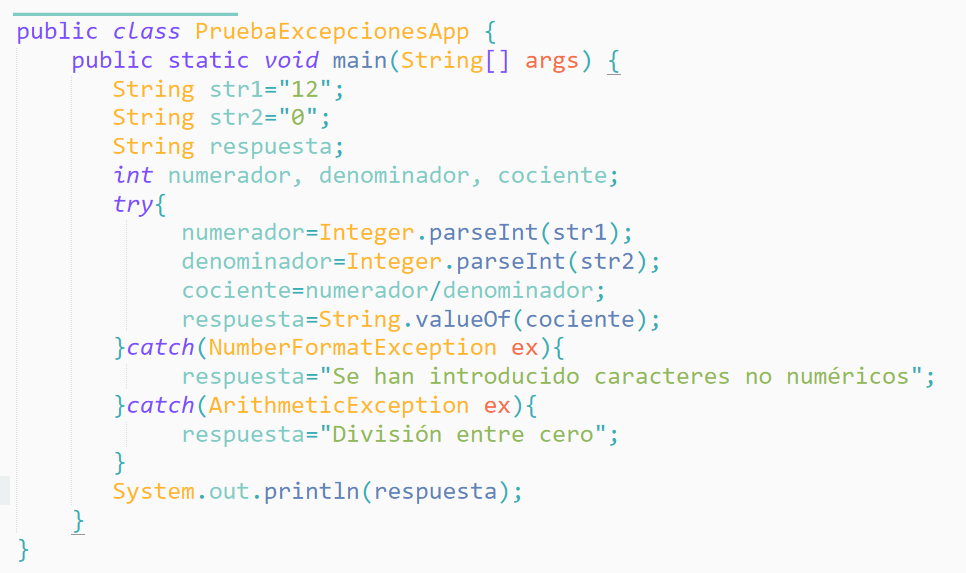 public class PruebaExcepcionesApp {
    public static void main(String[] args) {
       String str1="12";
       String str2="0";
       String respuesta;
       int numerador, denominador, cociente;
       try{
            numerador=Integer.parseInt(str1);
            denominador=Integer.parseInt(str2);
            cociente=numerador/denominador;
            respuesta=String.valueOf(cociente);
       }catch(NumberFormatException ex){
            respuesta="Se han introducido caracteres no numéricos";
       }catch(ArithmeticException ex){
            respuesta="División entre cero";
       }
       System.out.println(respuesta);
    }
}